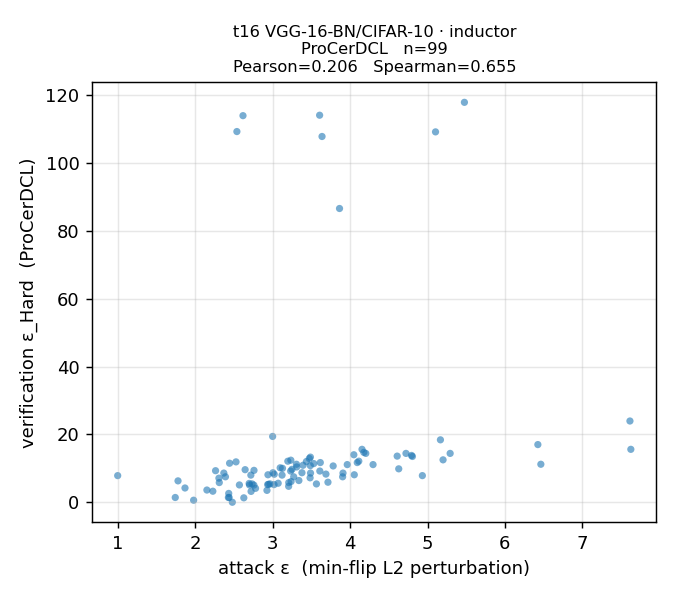 t16 VGG-16-BN/CIFAR-10 · inductor
ProCerDCL n=99
Pearson=0.206 Spearman=0.655
120
100
80
60
40
20
0
verification ε_Hard (ProCerDCL)
1 2 3 4 5 6 7
attack ε (min-flip L2 perturbation)